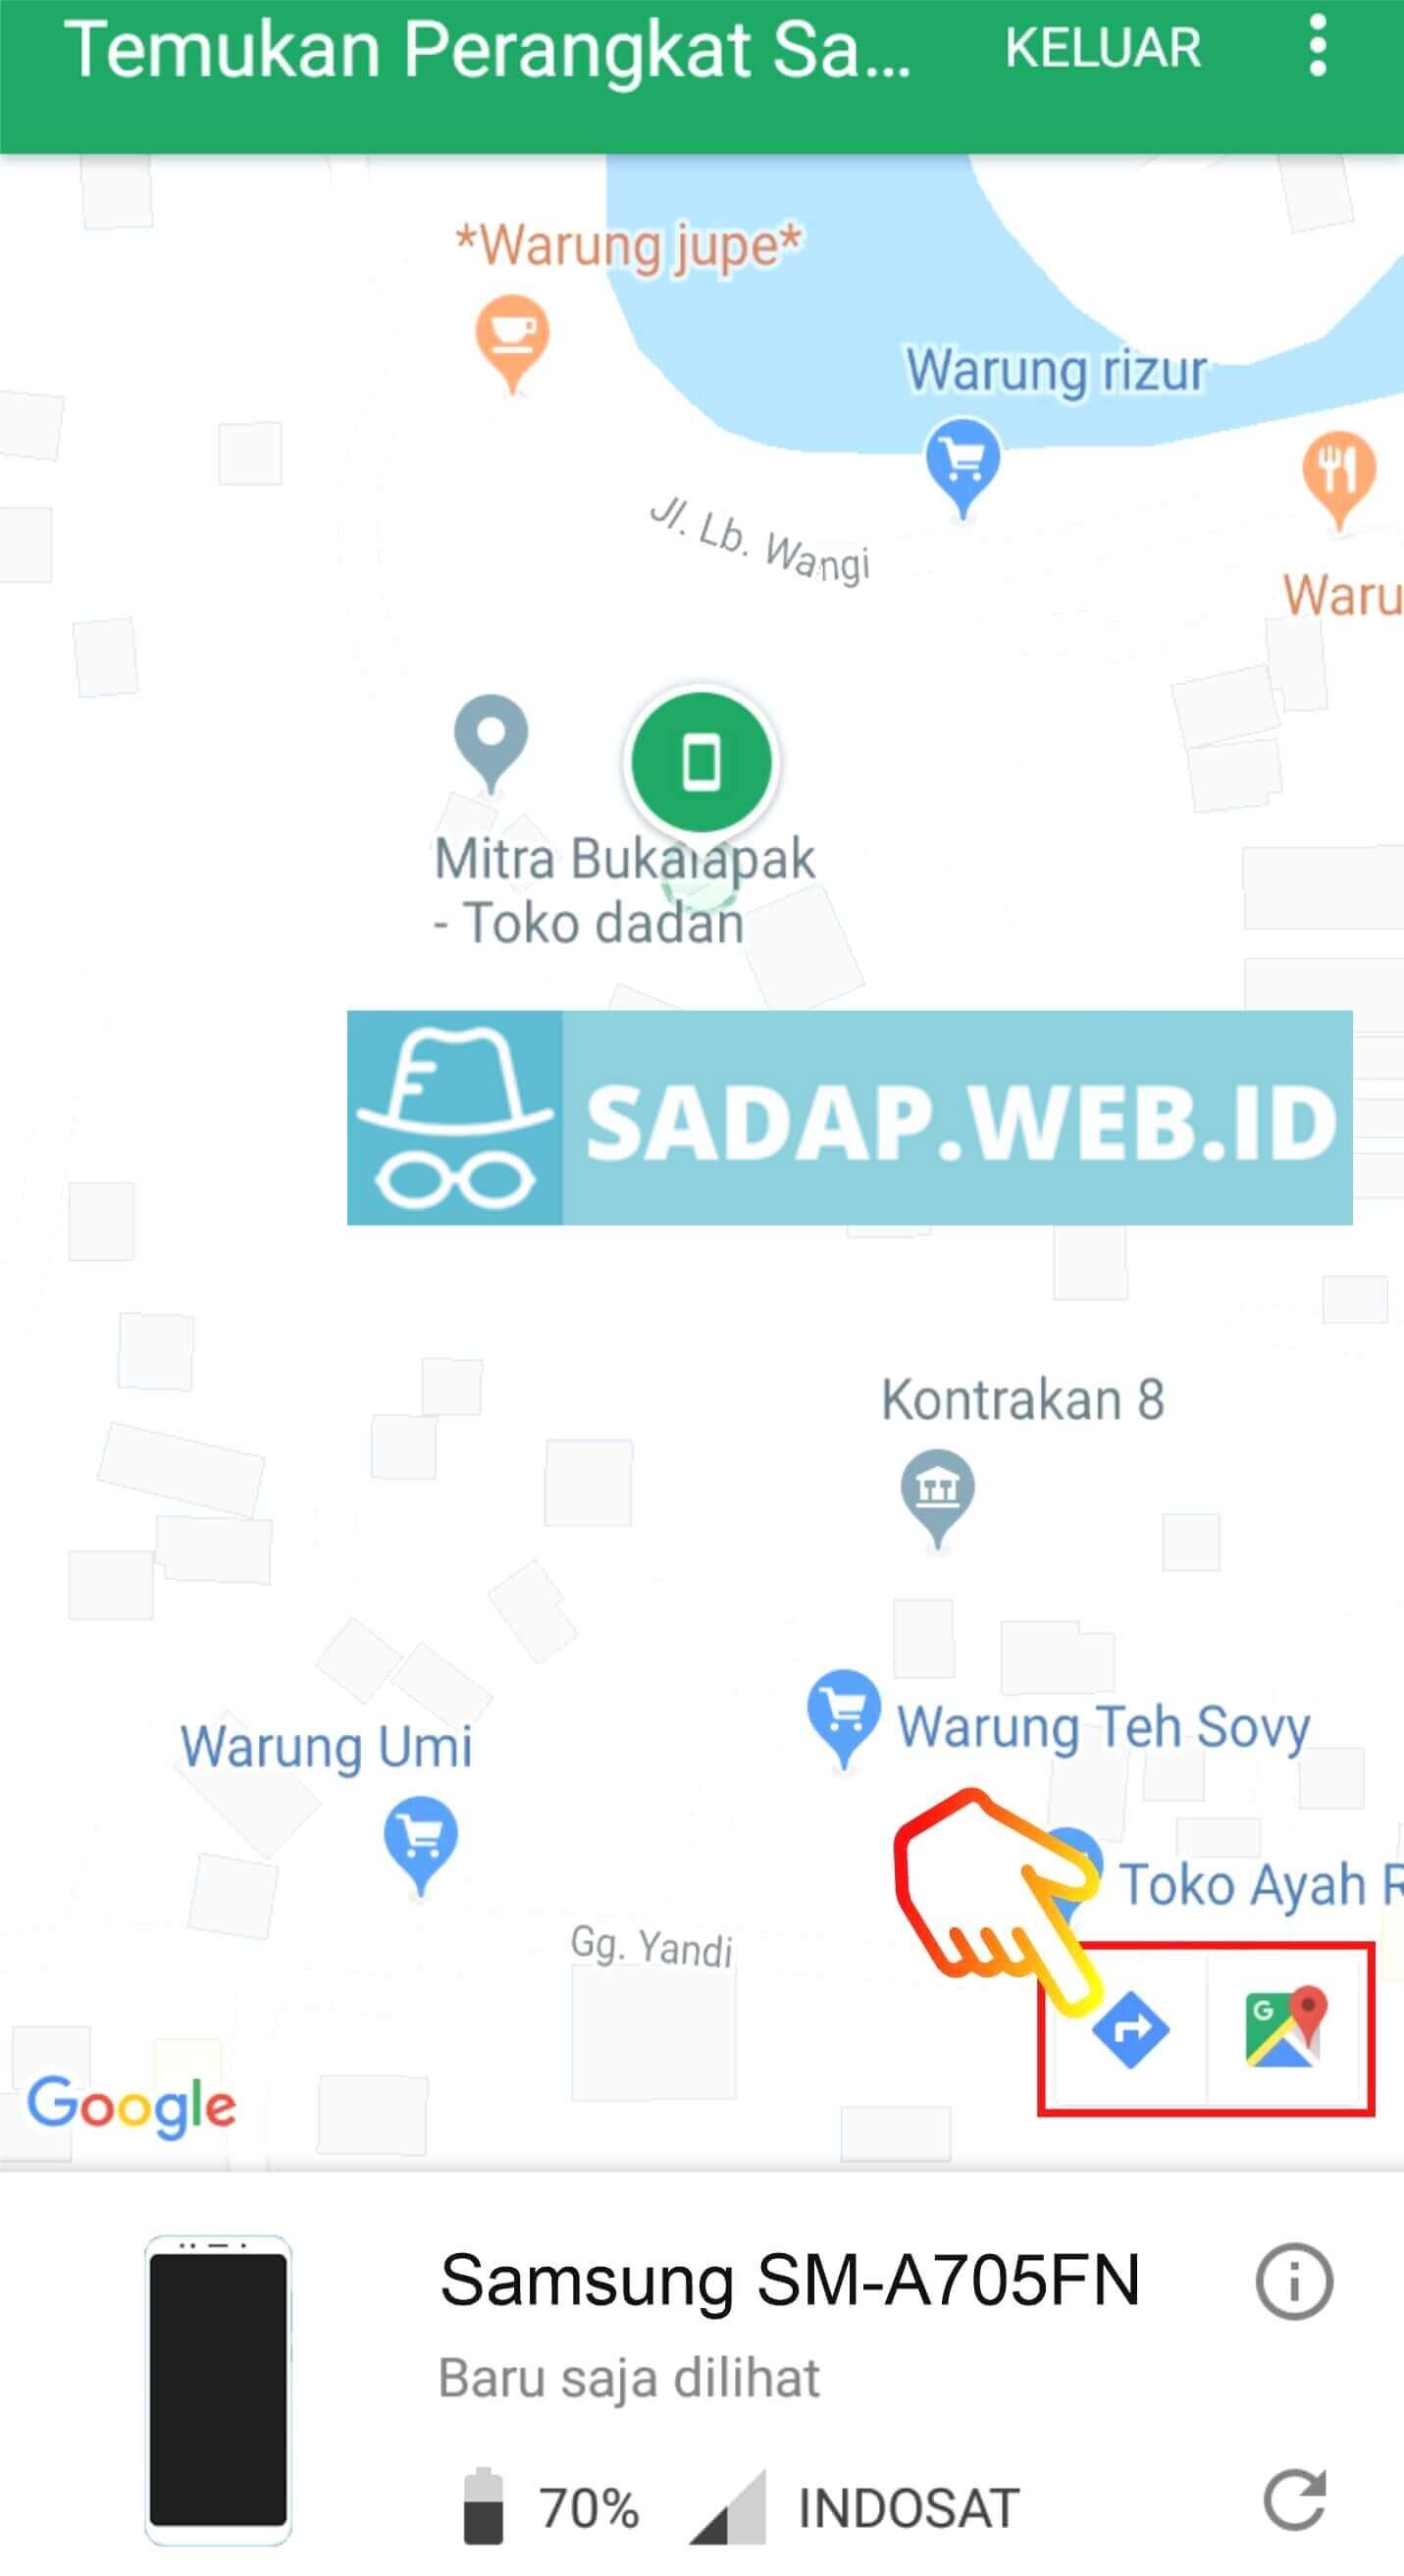 Temukan Perangkat Sa...
KELUAR
*Warung jupe*
Warung rizur
Jl. Lb. Wangi
Waru
Mitra Bukalapak
- Toko dadan
SADAP.WEB.ID
Kontrakan 8
Warung Teh Sovy
Warung Umi
Toko Ayah R
Gg. Yandi
G
Google
Samsung SM-A705FN
Baru saja dilihat
70%
INDOSAT